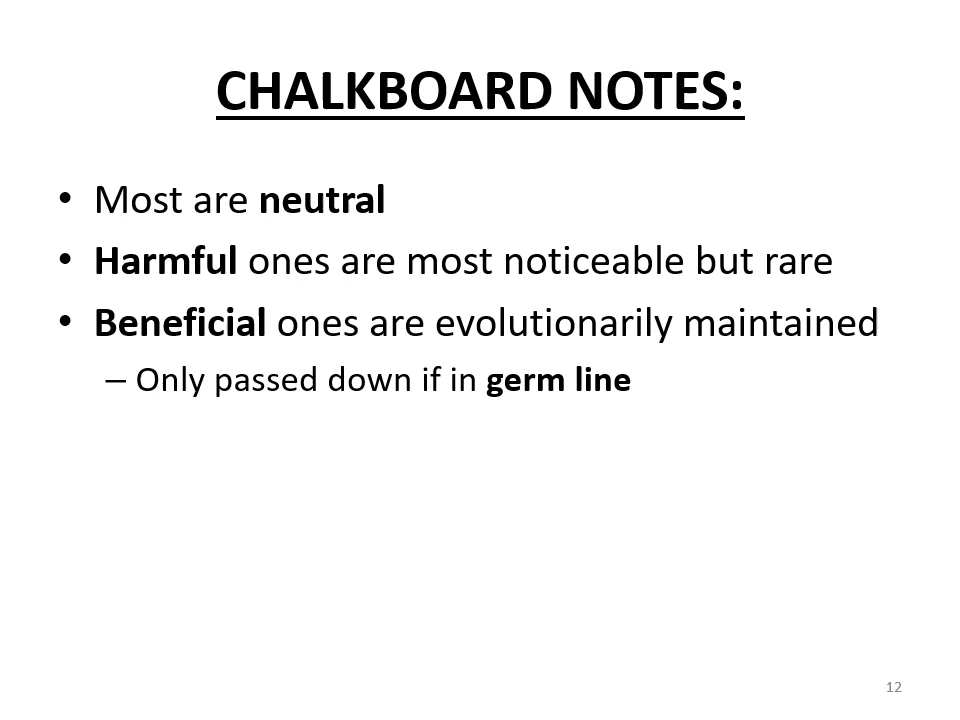 CHALKBOARD NOTES:
• Most are neutral
• Harmful ones are most noticeable but rare
• Beneficial ones are evolutionarily maintained
– Only passed down if in germ line
12